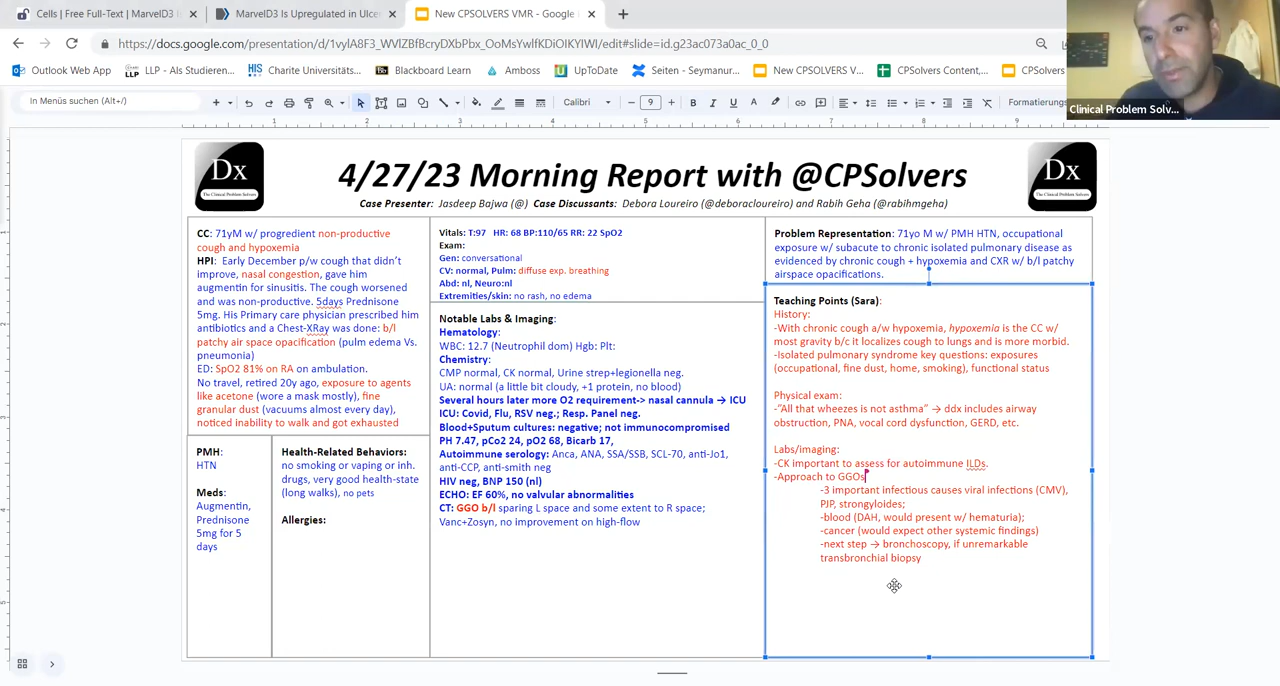 Cells | Free Full-Text | MarvelD3 I
MarvelD3 Is Upregulated in Ulce
New CPSOLVERS VMR - Google
https://docs.google.com/presentation/d/
Outlook Web App
LLP - Als Studieren...
Charite Universitäts...
Blackboard Learn
Amboss
UpToDate
Seiten - Seymanur...
New CPSOLVERS V...
CPSolvers Content,...
CPSolvers
In Menüs suchen (Alt+/)
Calibri
9
Formatierungs
Clinical Problem Solv...
1 2 3 4 5 6 7 8 9
Dx
The Clinical Problem Solvers
4/27/23 Morning Report with @CPSolvers
Case Presenter: Jasdeep Bajwa (@) Case Discussants: Debora Loureiro (@deboracloureiro) and Rabih Geha (@rabihmgeha)
Dx
The Clinical Problem Solvers
CC: 71yM w/ progredient non-productive
cough and hypoxemia
HPI: Early December p/w cough that didn't
improve, nasal congestion, gave him
augmentin for sinusitis. The cough worsened
and was non-productive. 5days Prednisone
5mg. His Primary care physician prescribed him
antibiotics and a Chest-XRay was done: b/l
patchy air space opacification (pulm edema Vs.
pneumonia)
ED: SpO2 81% on RA on ambulation.
No travel, retired 20y ago, exposure to agents
like acetone (wore a mask mostly), fine
granular dust (vacuums almost every day),
noticed inability to walk and got exhausted
PMH:
HTN
Meds:
Augmentin,
Prednisone
5mg for 5
days
Health-Related Behaviors:
no smoking or vaping or inh.
drugs, very good health-state
(long walks), no pets
Allergies:
Vitals: T:97 HR: 68 BP:110/65 RR: 22 SpO2
Exam:
Gen: conversational
CV: normal, Pulm: diffuse exp. breathing
Abd: nl, Neuro:nl
Extremities/skin: no rash, no edema
Notable Labs & Imaging:
Hematology:
WBC: 12.7 (Neutrophil dom) Hgb: Plt:
Chemistry:
CMP normal, CK normal, Urine strep+legionella neg.
UA: normal (a little bit cloudy, +1 protein, no blood)
Several hours later more O2 requirement-> nasal cannula → ICU
ICU: Covid, Flu, RSV neg.; Resp. Panel neg.
Blood+Sputum cultures: negative; not immunocompromised
PH 7.47, pCo2 24, pO2 68, Bicarb 17,
Autoimmune serology: Anca, ANA, SSA/SSB, SCL-70, anti-Jo1,
anti-CCP, anti-smith neg
HIV neg, BNP 150 (nl)
ECHO: EF 60%, no valvular abnormalities
CT: GGO b/l sparing L space and some extent to R space;
Vanc+Zosyn, no improvement on high-flow
Problem Representation: 71yo M w/ PMH HTN, occupational
exposure w/ subacute to chronic isolated pulmonary disease as
evidenced by chronic cough + hypoxemia and CXR w/ b/l patchy
airspace opacifications.
Teaching Points (Sara):
History:
-With chronic cough a/w hypoxemia, hypoxemia is the CC w/
most gravity b/c it localizes cough to lungs and is more morbid.
-Isolated pulmonary syndrome key questions: exposures
(occupational, fine dust, home, smoking), functional status
Physical exam:
-"All that wheezes is not asthma" → ddx includes airway
obstruction, PNA, vocal cord dysfunction, GERD, etc.
Labs/imaging:
-CK important to assess for autoimmune ILDs.
-Approach to GGOs
-3 important infectious causes viral infections (CMV),
PJP, strongyloides;
-blood (DAH, would present w/ hematuria);
-cancer (would expect other systemic findings)
-next step → bronchoscopy, if unremarkable
transbronchial biopsy